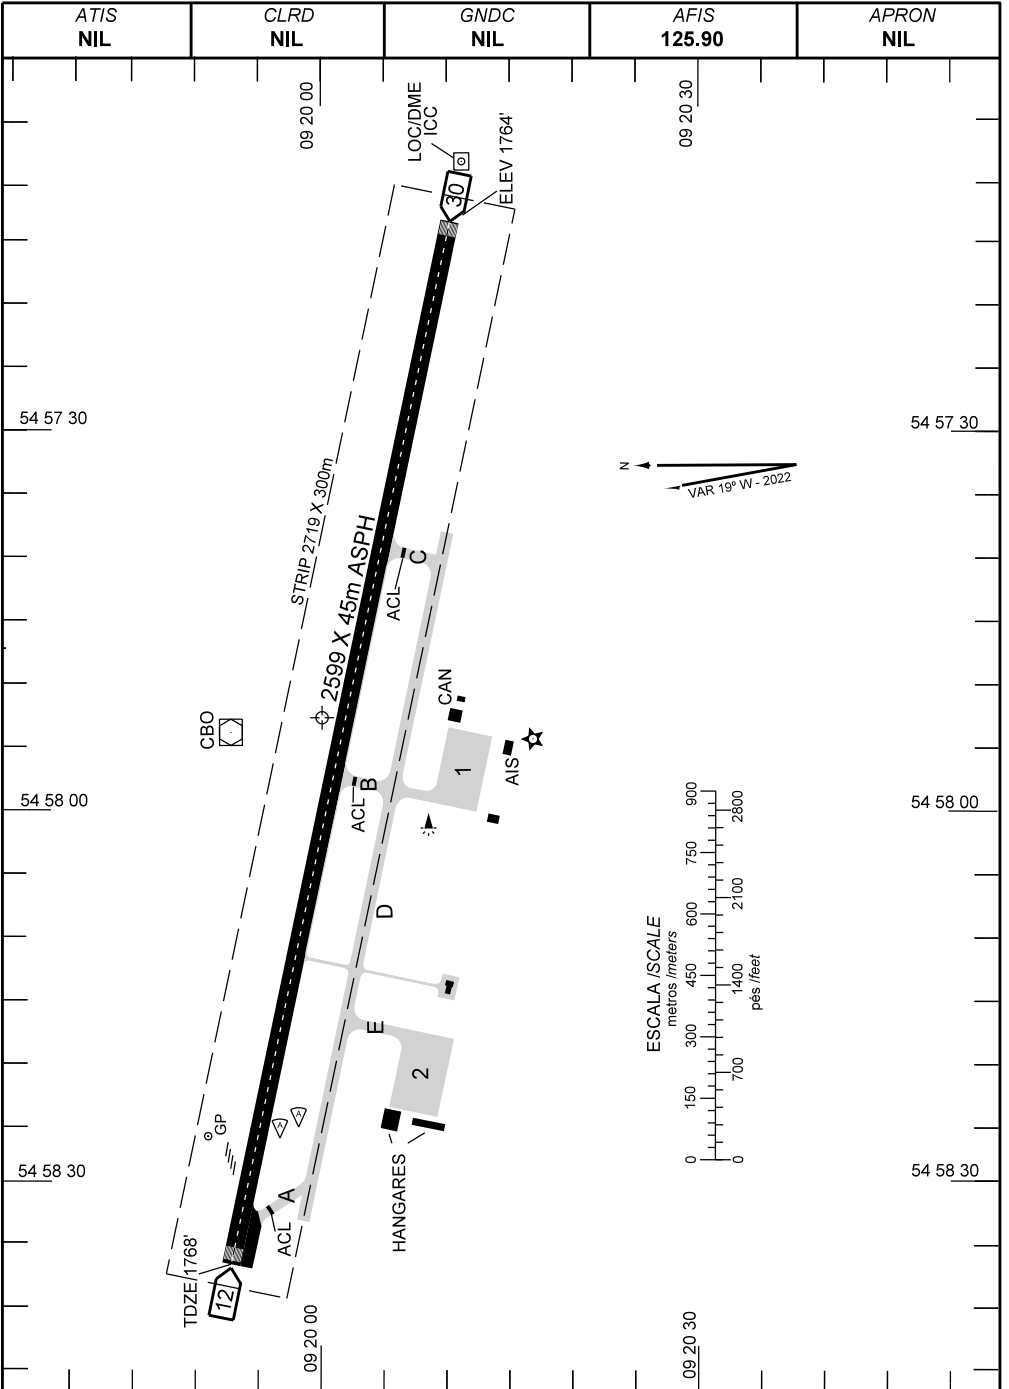 ATIS
NIL
CLRD
NIL
GNDC
NIL
AFIS
125.90
APRON
NIL
09 20 00
09 20 30
LOC/DME
ICC
30
ELEV 1764'
54 57 30
54 57 30
STRIP 2719 X 300m
2599 X 45m ASPH
N
VAR 19º W - 2022
ACL
C
CBO
CAN
1
AIS
ACL
B
54 58 00
54 58 00
D
E
2
ESCALA /SCALE
metros /meters
0
150
300
450
600
750
900
0
700
1400
2100
2800
pés /feet
A
A
GP
54 58 30
54 58 30
HANGARES
A
ACL
TDZE 1768'
12
09 20 00
09 20 30